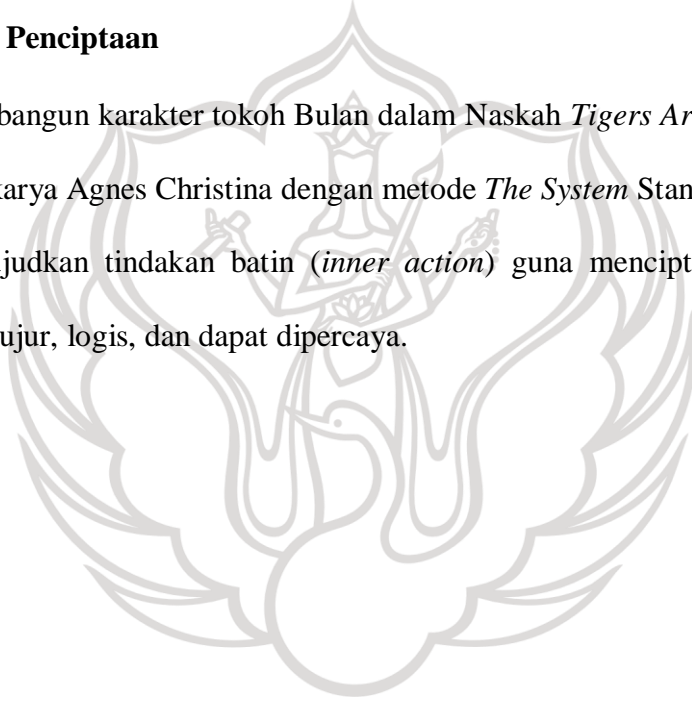 Penciptaan
bangun karakter tokoh Bulan dalam Naskah Tigers Ar
karya Agnes Christina dengan metode The System Stan
judkan tindakan batin (inner action) guna mencipt
ujur, logis, dan dapat dipercaya.